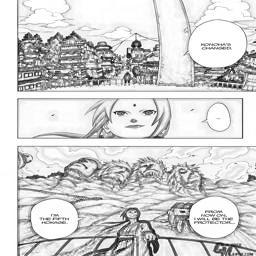 KONOHA'S
CHANGED.
...
I'M
THE FIFTH
HOKAGE.
FROM
NOW ON,
I WILL BE THE
PROTECTOR...